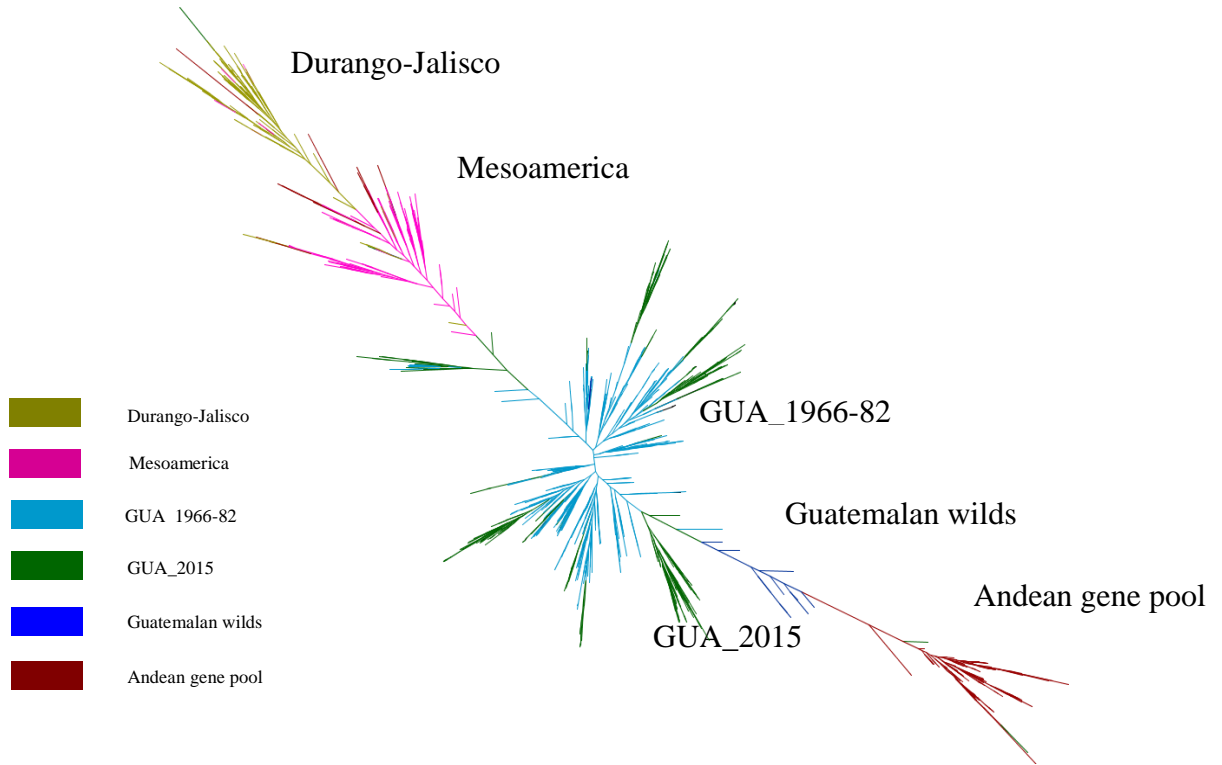 Durango-Jalisco
Mesoamerica
GUA_1966-82
Guatemalan wilds
Andean gene pool
GUA_2015
Durango-Jalisco
Mesoamerica
GUA 1966-82
GUA_2015
Guatemalan wilds
Andean gene pool